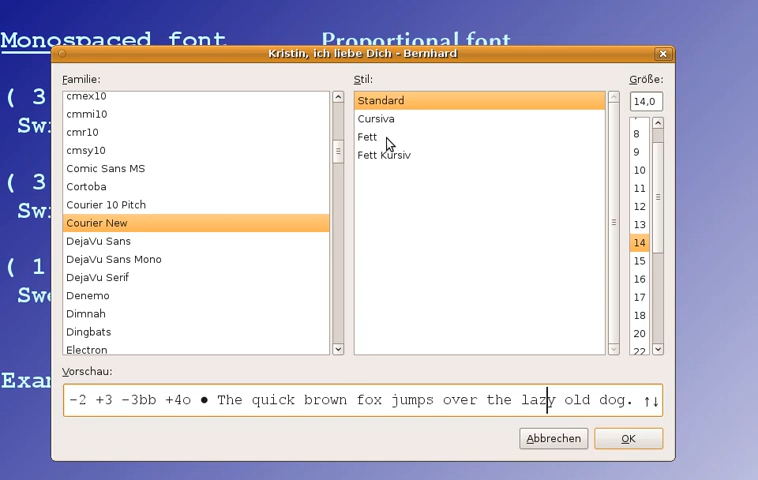 Monospaced font
Proportional font
Kristin, ich liebe Dich - Bernhard
Familie:
Stil:
Größe:
cmex10
cmmi10
cmr10
cmsy10
Comic Sans MS
Cortoba
Courier 10 Pitch
Courier New
DejaVu Sans
DejaVu Sans Mono
DejaVu Serif
Denemo
Dimnah
Dingbats
Electron
Standard
Cursiva
Fett
Fett Kursiv
14,0
8
9
10
11
12
13
14
15
16
17
18
20
22
( 3
Sw
( 3
Sw
( 1
Swe
Exam
Vorschau:
-2 +3 -3bb +4o ● The quick brown fox jumps over the lazy old dog. ↑↓
Abbrechen
OK